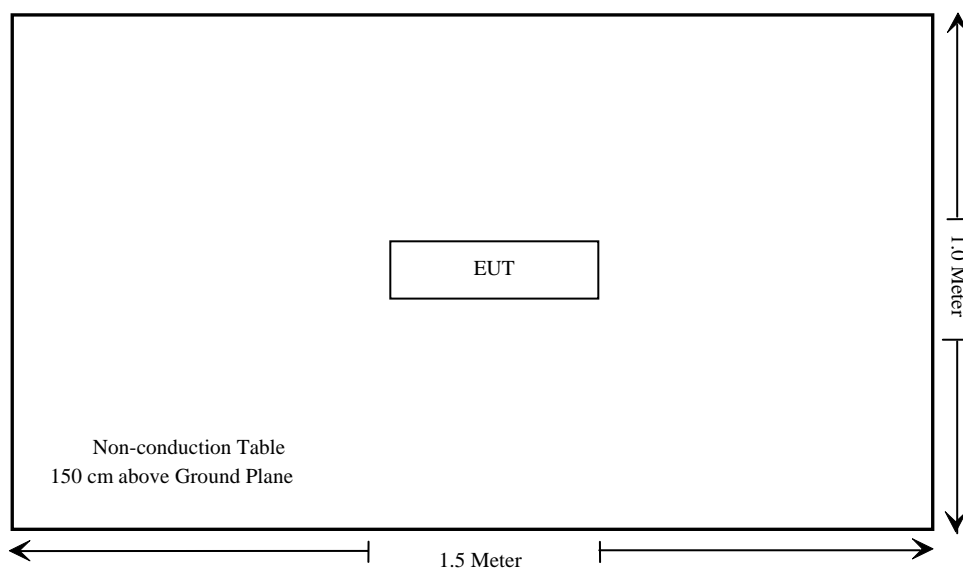 EUT
1.0 Meter
Non-conduction Table
150 cm above Ground Plane
1.5 Meter